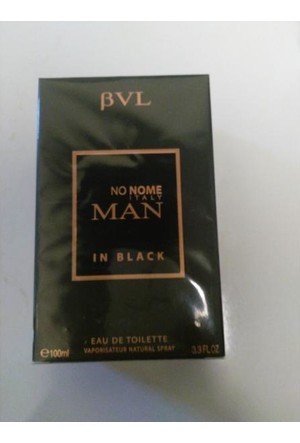 βVL
NO NOME
ITALY
MAN
IN BLACK
EAU DE TOILETTE
VAPORISATEUR NATURAL SPRAY
℮100ml
3.3 FL.OZ